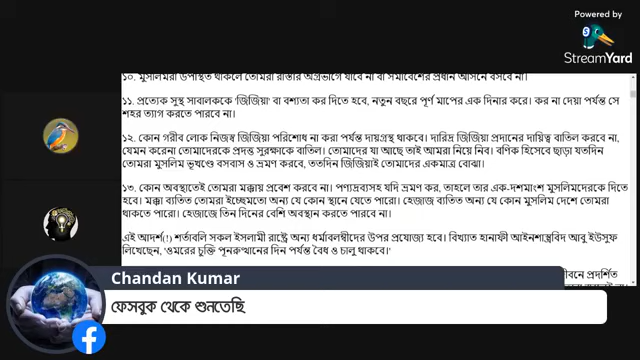 Powered by
StreamYard
১০. মুসলিমরা উপস্থিত থাকলে তোমরা রাস্তার অগ্রভাগে যাবে না বা সমাবেশের প্রধান আসনে বসবে না।
১১. প্রত্যেক সুস্থ সাবালককে 'জিজিয়া' বা বশ্যতা কর দিতে হবে, নতুন বছরে পূর্ণ মাপের এক দিনার করে। কর না দেয়া পর্যন্ত সে
শহর ত্যাগ করতে পারবে না।
১২. কোন গরীব লোক নিজস্ব জিজিয়া পরিশোধ না করা পর্যন্ত দায়গ্রস্থ থাকবে। দারিদ্র জিজিয়া প্রদানের দায়িত্ব বাতিল করবে না,
যেমন করেনা তোমাদেরকে প্রদত্ত সুরক্ষাকে বাতিল। তোমাদের যা আছে তাই আমরা নিয়ে নিব। বণিক হিসেবে ছাড়া যতদিন
তোমরা মুসলিম ভূখণ্ডে বসবাস ও ভ্রমণ করবে, ততদিন জিজিয়াই তোমাদের একমাত্র বোঝা।
১৩. কোন অবস্থাতেই তোমরা মক্কায় প্রবেশ করবে না। পণ্যদ্রব্যসহ যদি ভ্রমণ কর, তাহলে তার এক-দশমাংশ মুসলিমদেরকে দিতে
হবে। মক্কা ব্যতিত তোমরা ইচ্ছেমতো অন্য যে কোন স্থানে যেতে পারো। হেজাজ ব্যতিত অন্য যে কোন মুসলিম দেশে তোমরা
থাকতে পারো। হেজাজে তিন দিনের বেশি অবস্থান করতে পারবে না।
এই আদর্শ(!) শর্তাবলি সকল ইসলামী রাষ্ট্রে অন্য ধর্মাবলম্বীদের উপর প্রযোজ্য হবে। বিখ্যাত হানাফী আইনশাস্ত্রবিদ আবু ইউসুফ
লিখেছেন, 'ওমরের চুক্তি পুনরুত্থানের দিন পর্যন্ত বৈধ ও চালু থাকবে।'
জীবনে প্রদর্শিত
Chandan Kumar
ফেসবুক থেকে শুনতেছি